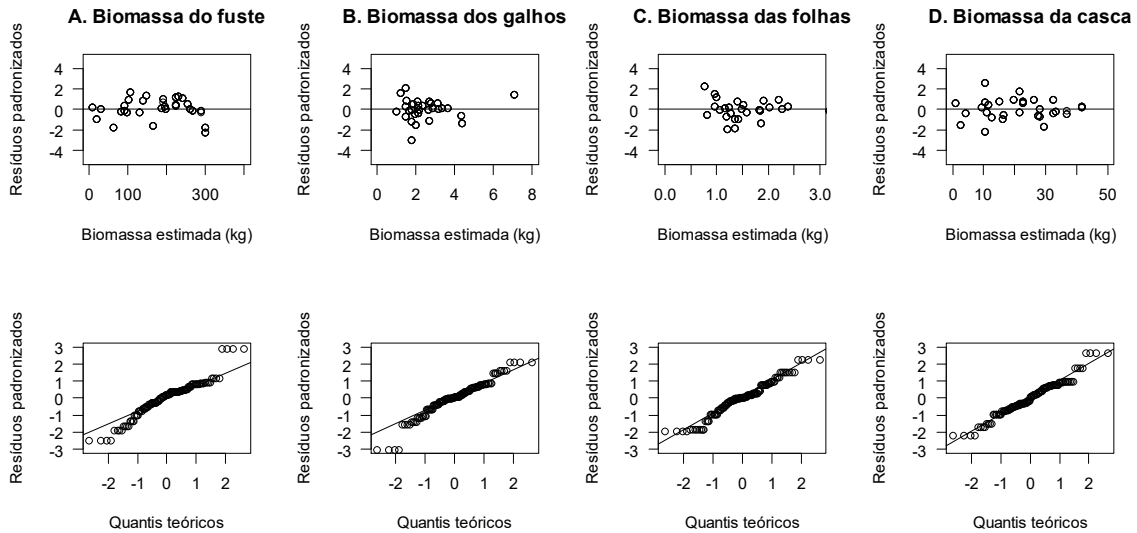 A. Biomassa do fuste
B. Biomassa dos galhos
C. Biomassa das folhas
D. Biomassa da casca
Resíduos padronizados
4
2
0
-2
-4
0 100 300
Biomassa estimada (kg)
Resíduos padronizados
4
2
0
-2
-4
0 2 4 6 8
Biomassa estimada (kg)
Resíduos padronizados
4
2
0
-2
-4
0.0 1.0 2.0 3.0
Biomassa estimada (kg)
Resíduos padronizados
4
2
0
-2
-4
0 10 30 50
Biomassa estimada (kg)
Resíduos padronizados
3
2
1
0
-1
-2
-3
-2 -1 0 1 2
Quantis teóricos
Resíduos padronizados
3
2
1
0
-1
-2
-3
-2 -1 0 1 2
Quantis teóricos
Resíduos padronizados
3
2
1
0
-1
-2
-3
-2 -1 0 1 2
Quantis teóricos
Resíduos padronizados
3
2
1
0
-1
-2
-3
-2 -1 0 1 2
Quantis teóricos